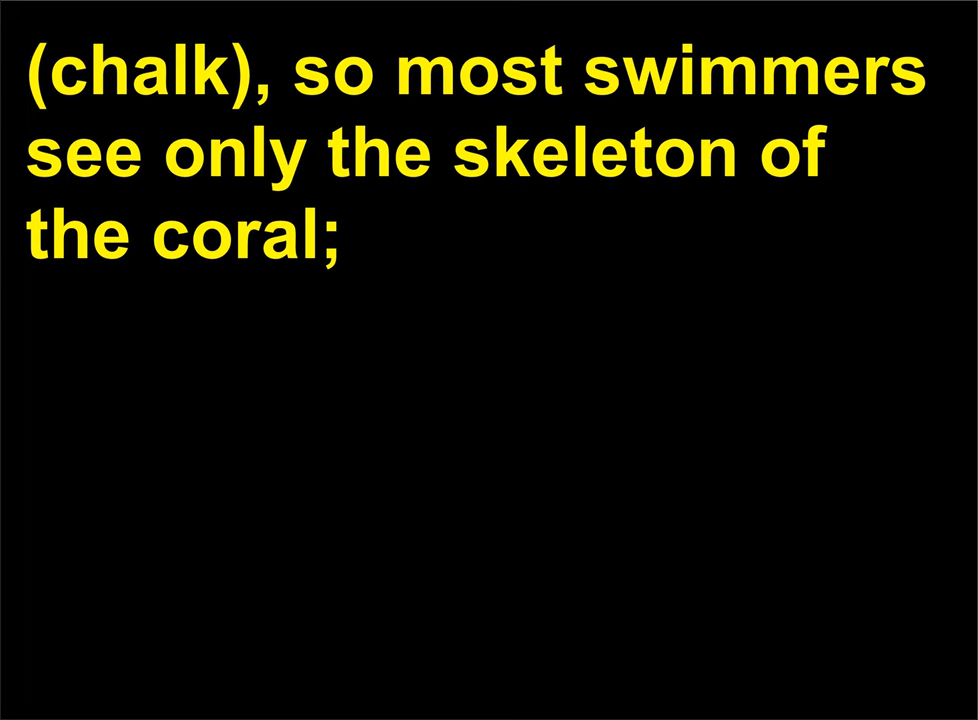 (chalk), so most swimmers
see only the skeleton of
the coral;